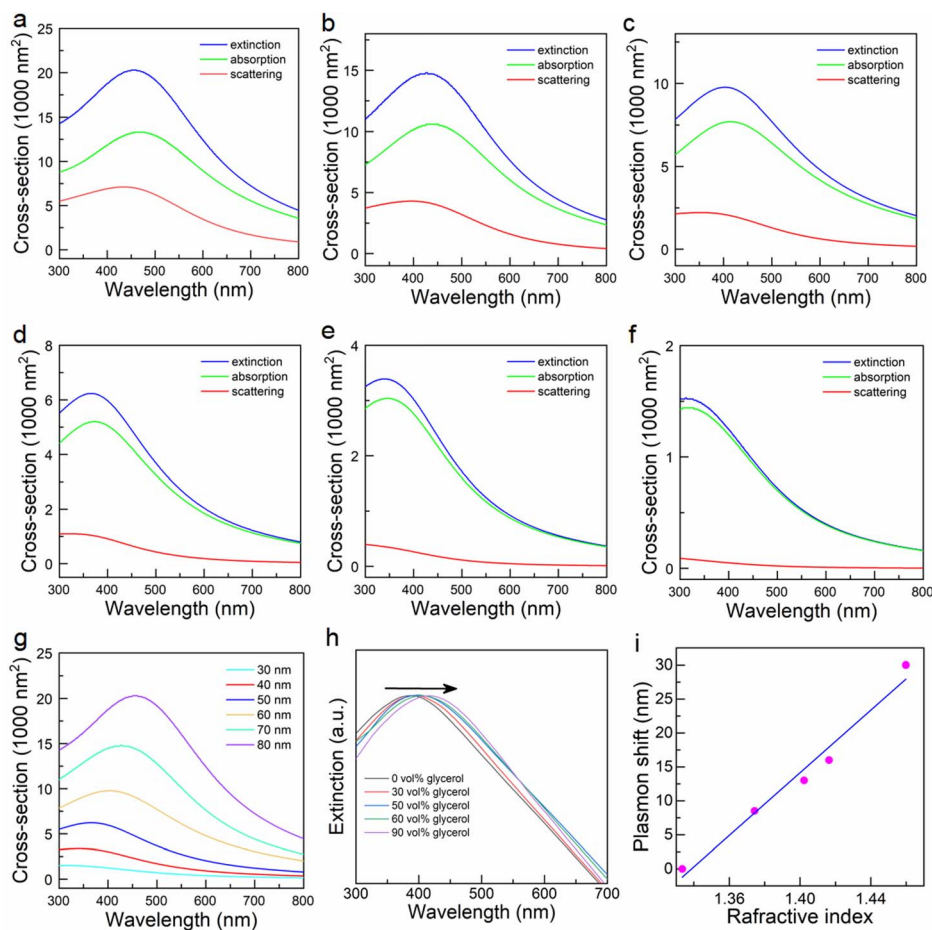 a
Cross-section (1000 nm²)
25
20
15
10
5
0
extinction
absorption
scattering
300 400 500 600 700 800
Wavelength (nm)
b
Cross-section (1000 nm²)
15
10
5
0
extinction
absorption
scattering
300 400 500 600 700 800
Wavelength (nm)
c
Cross-section (1000 nm²)
10
5
0
extinction
absorption
scattering
300 400 500 600 700 800
Wavelength (nm)
d
Cross-section (1000 nm²)
8
6
4
2
0
extinction
absorption
scattering
300 400 500 600 700 800
Wavelength (nm)
e
Cross-section (1000 nm²)
4
2
0
extinction
absorption
scattering
300 400 500 600 700 800
Wavelength (nm)
f
Cross-section (1000 nm²)
2
1
0
extinction
absorption
scattering
300 400 500 600 700 800
Wavelength (nm)
g
Cross-section (1000 nm²)
25
20
15
10
5
0
30 nm
40 nm
50 nm
60 nm
70 nm
80 nm
300 400 500 600 700 800
Wavelength (nm)
h
Extinction (a.u.)
0 vol% glycerol
30 vol% glycerol
50 vol% glycerol
60 vol% glycerol
90 vol% glycerol
300 400 500 600 700
Wavelength (nm)
i
Plasmon shift (nm)
30
25
20
15
10
5
0
1.36 1.40 1.44
Rafractive index